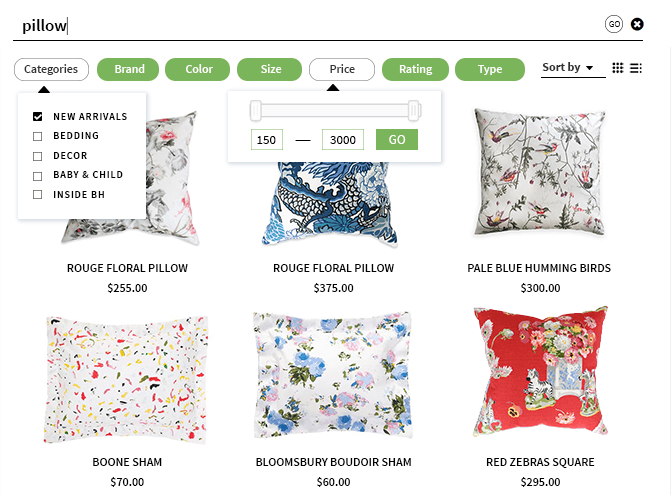 pillow
GO
Categories Brand Color Size Price Rating Type Sort by
NEW ARRIVALS
BEDDING
DECOR
BABY & CHILD
INSIDE BH
150 — 3000 GO
ROUGE FLORAL PILLOW
$255.00
ROUGE FLORAL PILLOW
$375.00
PALE BLUE HUMMING BIRDS
$300.00
BOONE SHAM
$70.00
BLOOMSBURY BOUDOIR SHAM
$60.00
RED ZEBRAS SQUARE
$295.00